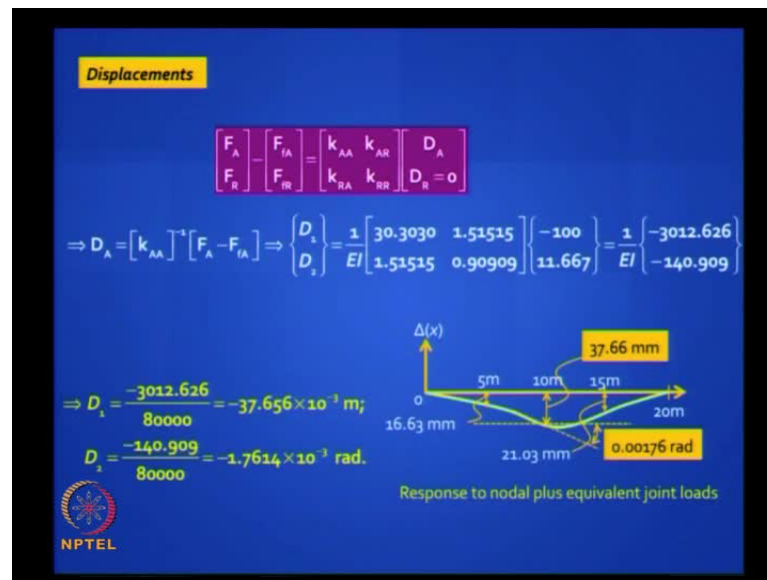 Displacements
[F_A F_R] − [F_fA F_fR] = [k_AA k_AR k_RA k_RR] [D_A D_R = 0]
⇒ D_A = [k_AA]⁻¹ [F_A − F_fA] ⇒ {D₁ D₂} = 1/EI [30.3030 1.51515 1.51515 0.90909] {−100 11.667} = 1/EI {−3012.626 −140.909}
⇒ D₁ = −3012.626/80000 = −37.656×10⁻³ m;
D₂ = −140.909/80000 = −1.7614×10⁻³ rad.
Δ(x)
37.66 mm
0 5m 10m 15m
20m
16.63 mm
21.03 mm
0.00176 rad
Response to nodal plus equivalent joint loads
NPTEL